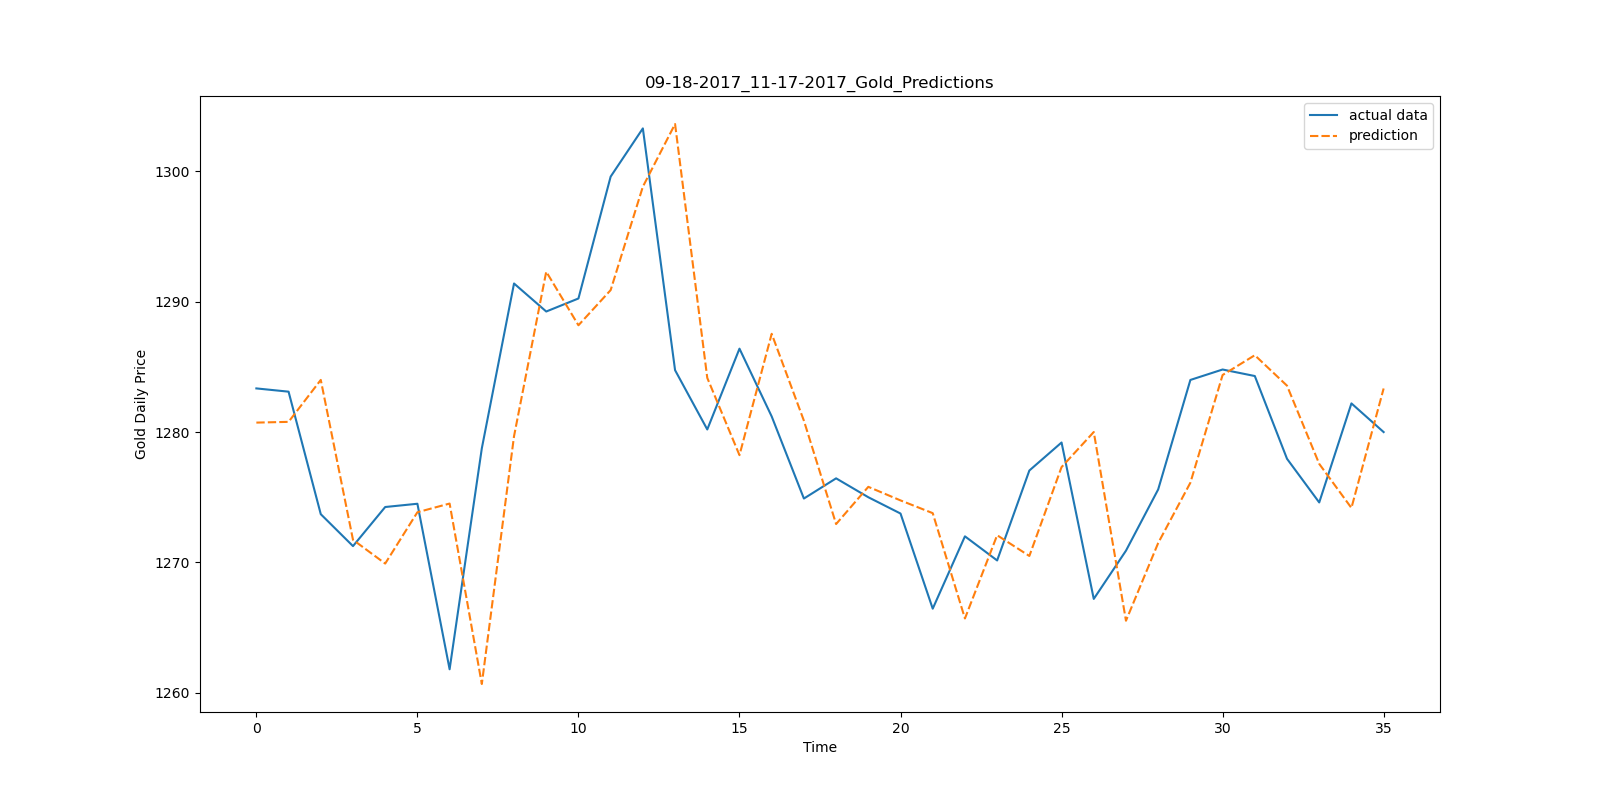 09-18-2017_11-17-2017_Gold_Predictions
actual data
prediction
Gold Daily Price
1300
1290
1280
1270
1260
0 5 10 15 20 25 30 35
Time